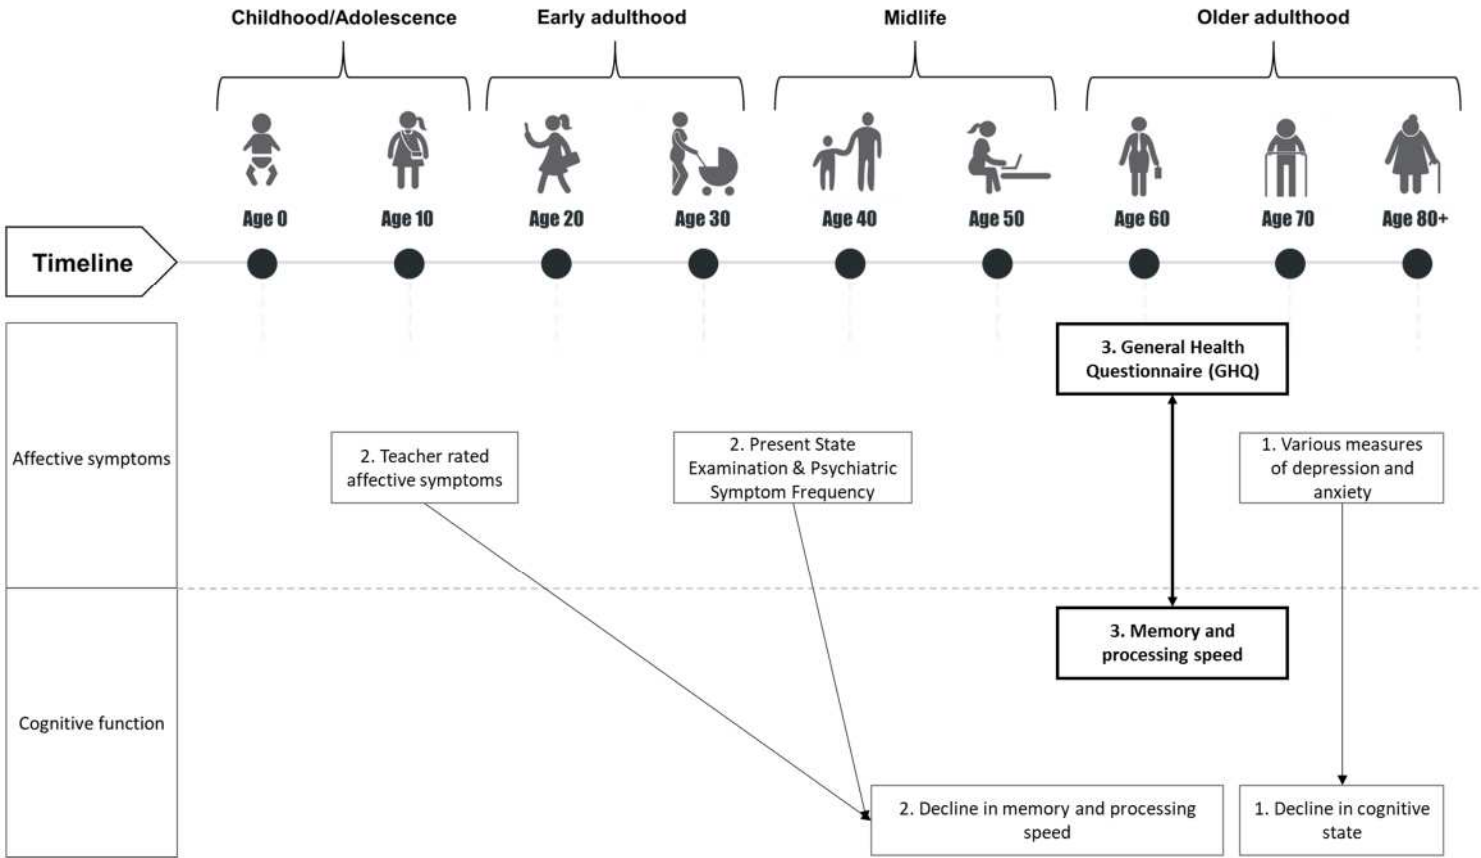 Childhood/Adolescence
Early adulthood
Midlife
Older adulthood
Age 0
Age 10
Age 20
Age 30
Age 40
Age 50
Age 60
Age 70
Age 80+
Timeline
Affective symptoms
3. General Health
Questionnaire (GHQ)
2. Teacher rated
affective symptoms
2. Present State
Examination & Psychiatric
Symptom Frequency
1. Various measures
of depression and
anxiety
Cognitive function
3. Memory and
processing speed
2. Decline in memory and processing
speed
1. Decline in cognitive
state